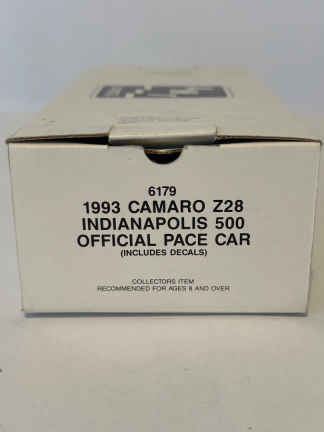 6179
1993 CAMARO Z28
INDIANAPOLIS 500
OFFICIAL PACE CAR
(INCLUDES DECALS)
COLLECTORS ITEM
RECOMMENDED FOR AGES 8 AND OVER